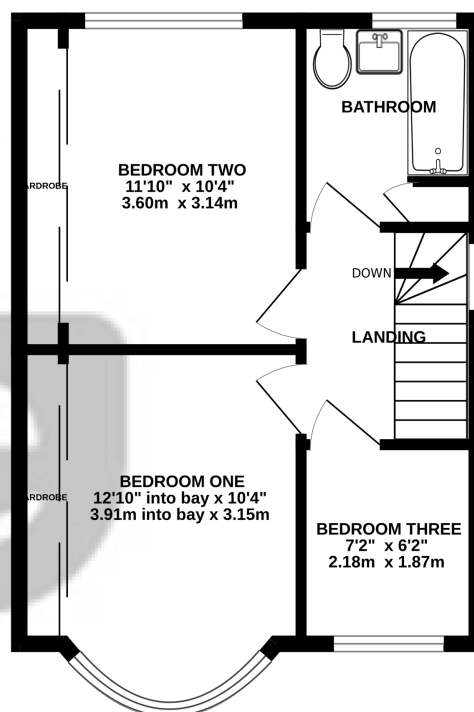 BATHROOM
BEDROOM TWO
11'10" x 10'4"
3.60m x 3.14m
ARDROBE
DOWN
LANDING
BEDROOM ONE
12'10" into bay x 10'4"
3.91m into bay x 3.15m
ARDROBE
BEDROOM THREE
7'2" x 6'2"
2.18m x 1.87m